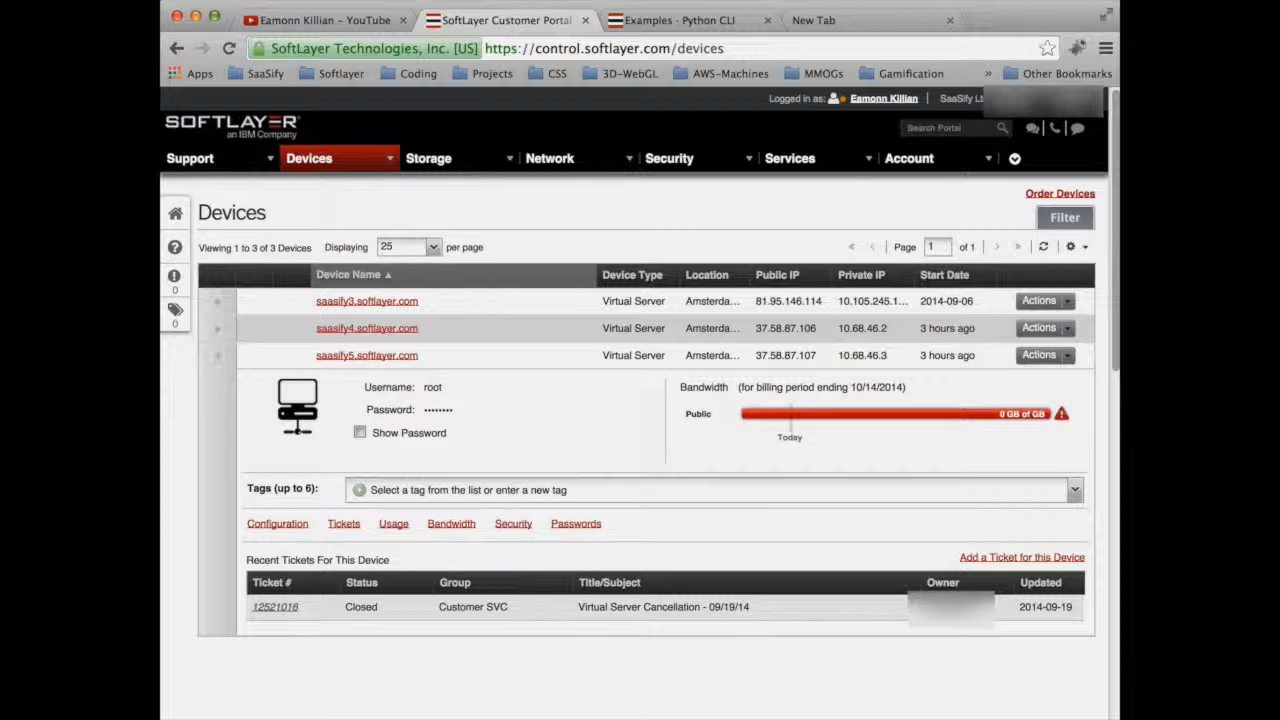 Eamonn Killian – YouTube
SoftLayer Customer Portal
Examples - Python CLI
New Tab
SoftLayer Technologies, Inc. [US] https://control.softlayer.com/devices
Apps SaaSify Softlayer Coding Projects CSS 3D-WebGL AWS-Machines MMOGs Gamification » Other Bookmarks
Logged in as: Eamonn Killian SaaSify Lt
SOFTLAYER
an IBM Company
Search Portal
Support Devices Storage Network Security Services Account
Order Devices
Devices
Filter
Viewing 1 to 3 of 3 Devices Displaying 25 per page « ‹ Page 1 of 1 › »
Device Name ▲ Device Type Location Public IP Private IP Start Date
saasify3.softlayer.com Virtual Server Amsterda... 81.95.146.114 10.105.245.1... 2014-09-06 Actions
saasify4.softlayer.com Virtual Server Amsterda... 37.58.87.106 10.68.46.2 3 hours ago Actions
saasify5.softlayer.com Virtual Server Amsterda... 37.58.87.107 10.68.46.3 3 hours ago Actions
0
0
Username: root
Password: ••••••••
Show Password
Bandwidth (for billing period ending 10/14/2014)
Public 0 GB of GB
Today
Tags (up to 6): Select a tag from the list or enter a new tag
Configuration Tickets Usage Bandwidth Security Passwords
Recent Tickets For This Device Add a Ticket for this Device
Ticket # Status Group Title/Subject Owner Updated
12521016 Closed Customer SVC Virtual Server Cancellation - 09/19/14 2014-09-19